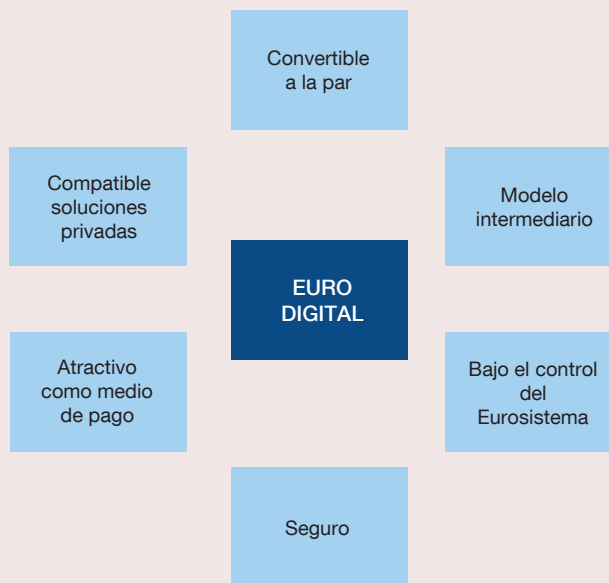 Convertible
a la par
Compatible
soluciones
privadas
Modelo
intermediario
EURO
DIGITAL
Atractivo
como medio
de pago
Bajo el control
del
Eurosistema
Seguro